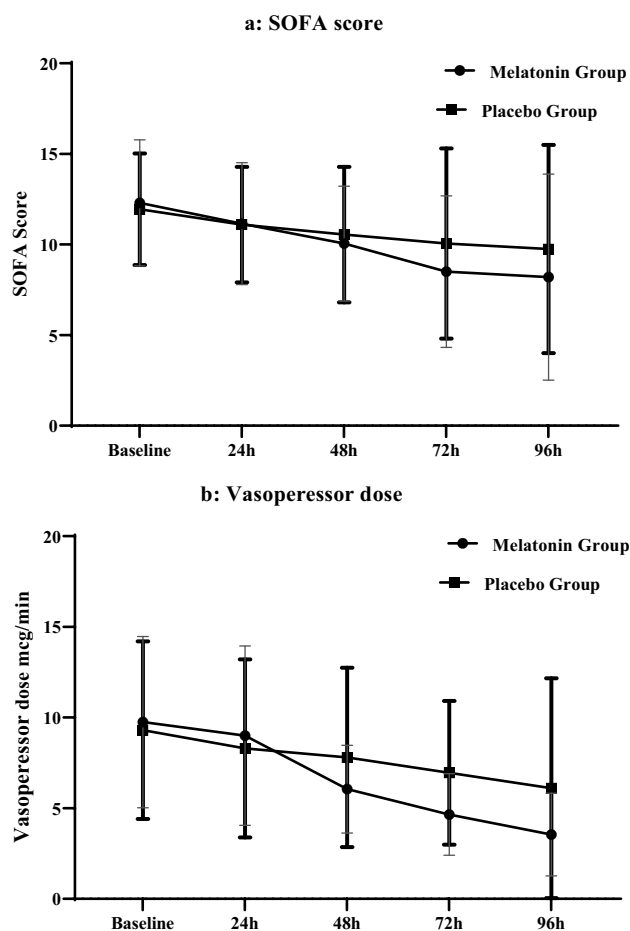 a: SOFA score
20
15
10
5
0
SOFA Score
Melatonin Group
Placebo Group
Baseline 24h 48h 72h 96h
b: Vasoperessor dose
20
15
10
5
0
Vasoperessor dose mcg/min
Melatonin Group
Placebo Group
Baseline 24h 48h 72h 96h